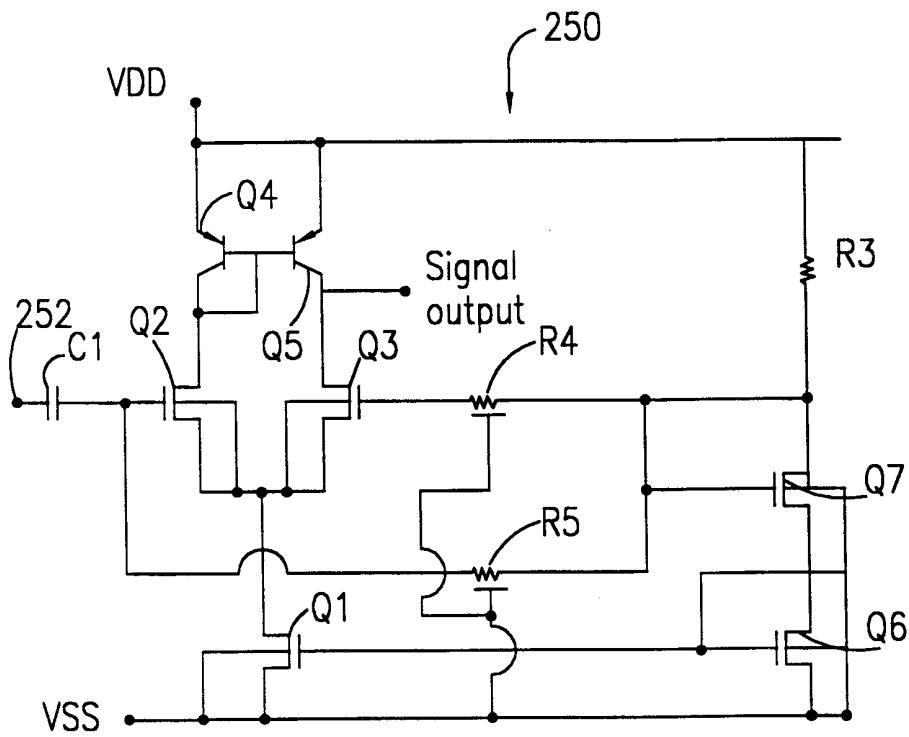 250
VDD
Q4
R3
Signal
output
252
C1
Q2
Q5
Q3
R4
Q7
R5
Q1
Q6
VSS